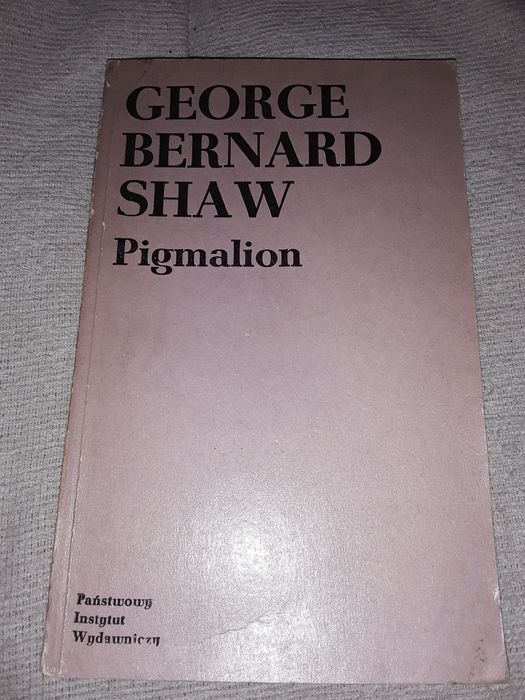 GEORGE
BERNARD
SHAW
Pigmalion
Państwowy
Instytut
Wydawniczy